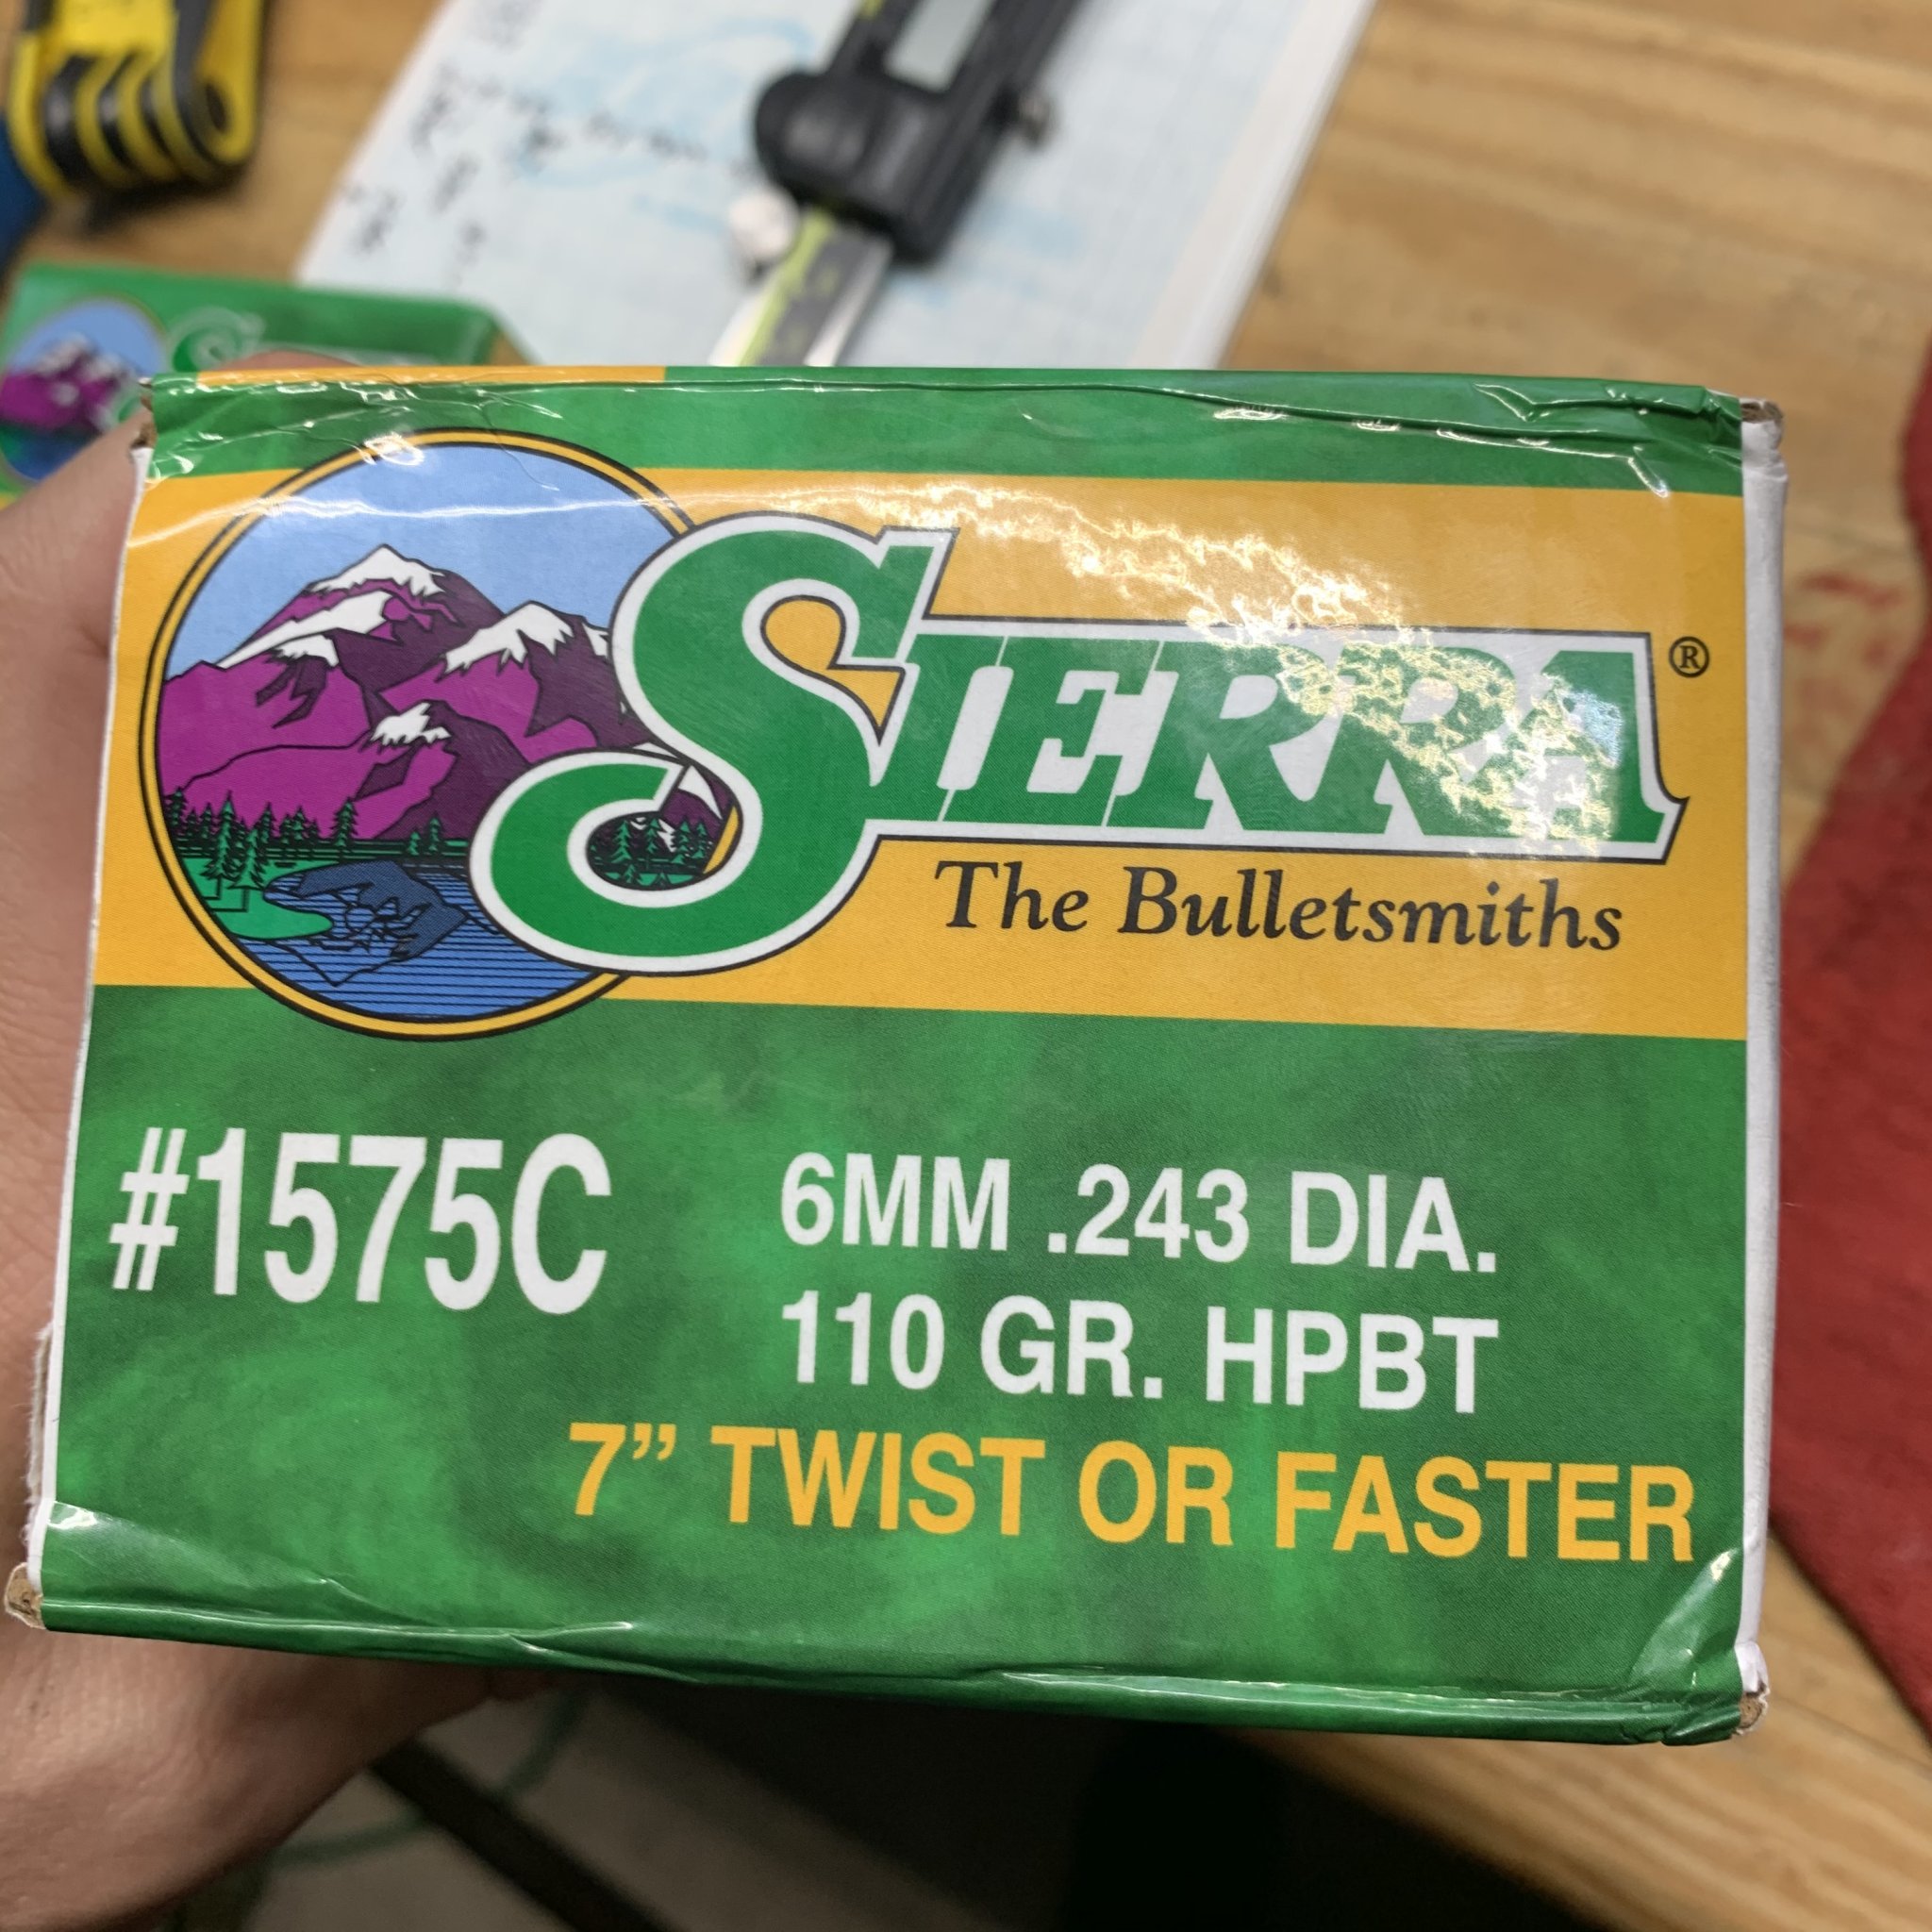 SIERRA®
The Bulletsmiths
#1575C
6MM .243 DIA.
110 GR. HPBT
7” TWIST OR FASTER